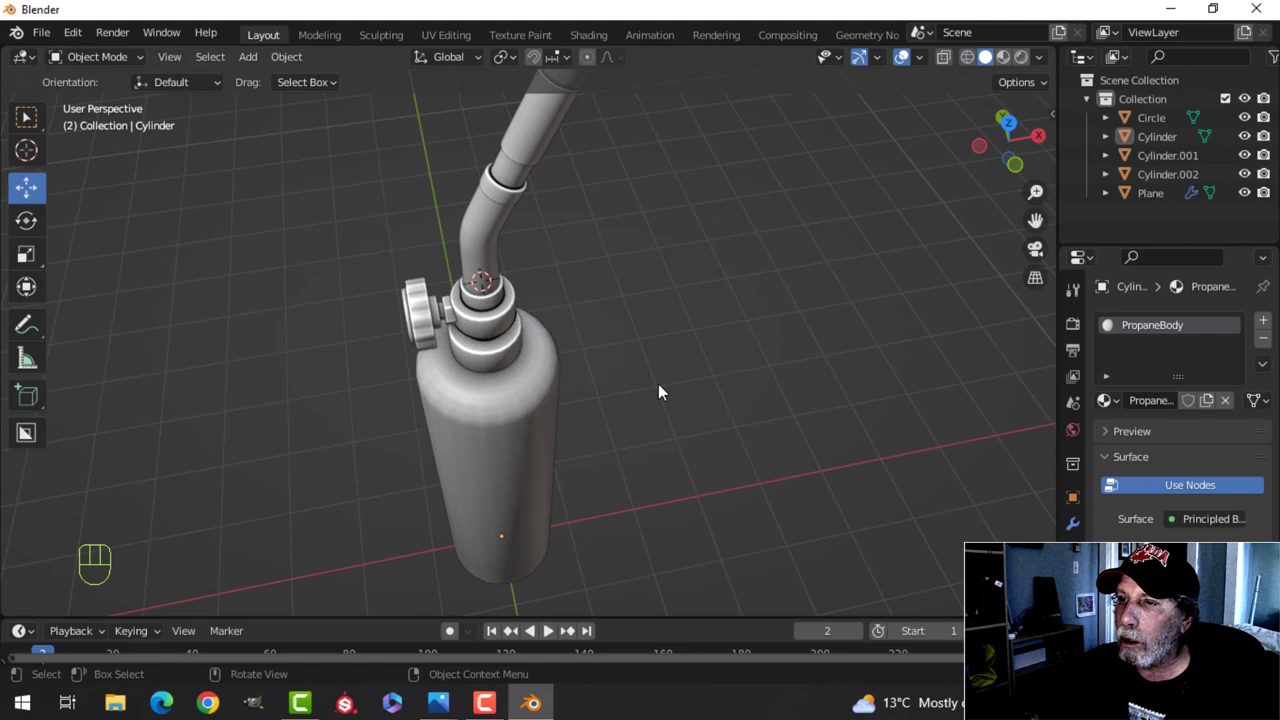 Blender
File Edit Render Window Help
Layout Modeling Sculpting UV Editing Texture Paint Shading Animation Rendering Compositing Geometry No
Scene
ViewLayer
Object Mode View Select Add Object
Global
Orientation: Default Drag: Select Box
Options
User Perspective
(2) Collection | Cylinder
Z
Y
X
Scene Collection
Collection
Circle
Cylinder
Cylinder.001
Cylinder.002
Plane
Cylin... Propane...
PropaneBody
Propane...
Preview
Surface
Use Nodes
Surface Principled B...
Playback Keying View Marker
2 Start 1
Select Box Select Rotate View Object Context Menu
13°C Mostly